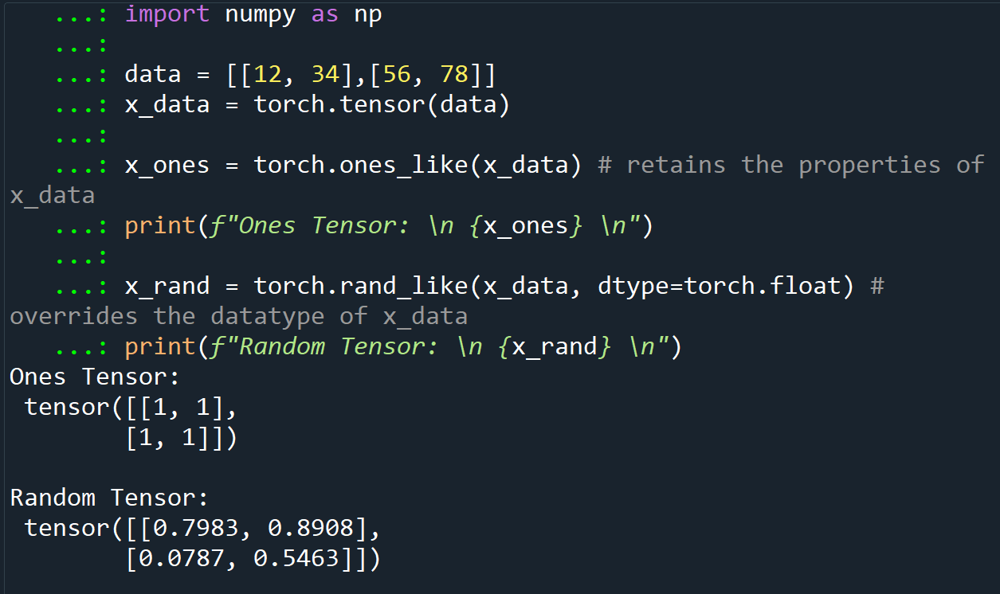 ...: import numpy as np
...:
...: data = [[12, 34],[56, 78]]
...: x_data = torch.tensor(data)
...:
...: x_ones = torch.ones_like(x_data) # retains the properties of
x_data
...: print(f"Ones Tensor: \n {x_ones} \n")
...:
...: x_rand = torch.rand_like(x_data, dtype=torch.float) #
overrides the datatype of x_data
...: print(f"Random Tensor: \n {x_rand} \n")
Ones Tensor:
 tensor([[1, 1],
        [1, 1]])

Random Tensor:
 tensor([[0.7983, 0.8908],
        [0.0787, 0.5463]])